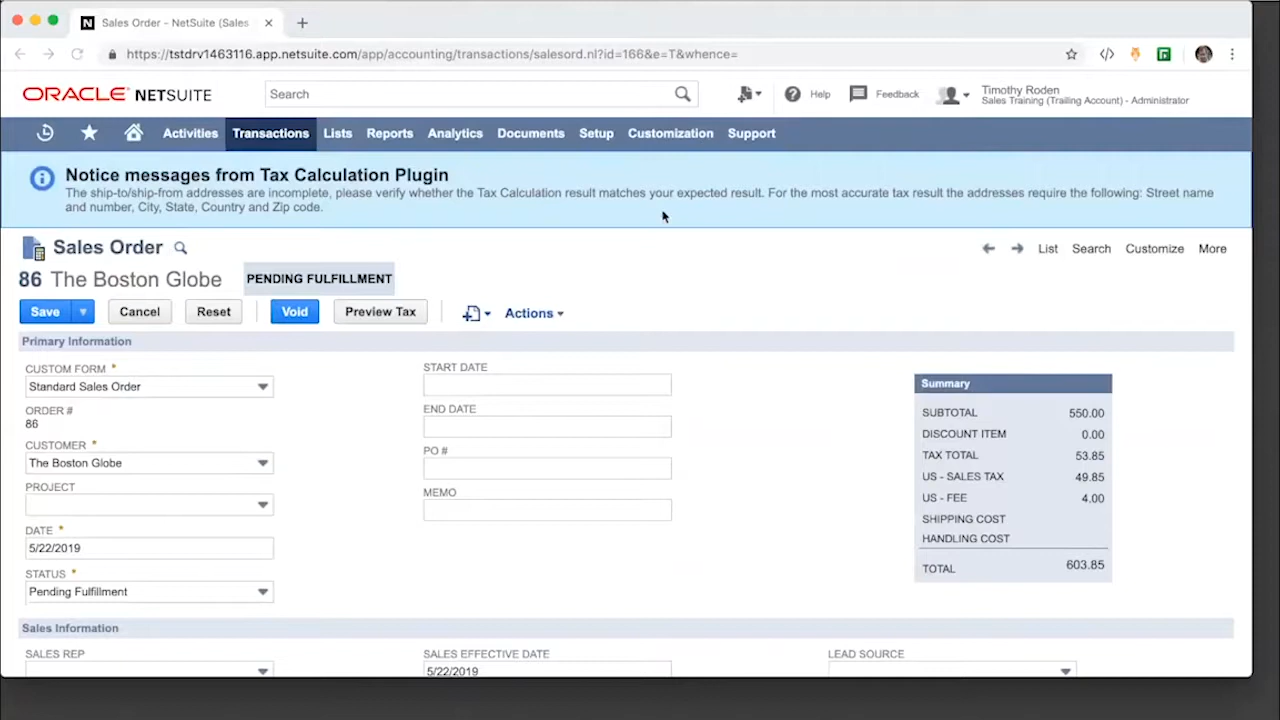 Sales Order - NetSuite (Sales
https://tstdrv1463116.app.netsuite.com/app/accounting/transactions/salesord.nl?id=166&e=T&whence=
ORACLE NETSUITE
Search
Help
Feedback
Timothy Roden
Sales Training (Trailing Account) - Administrator
Activities
Transactions
Lists
Reports
Analytics
Documents
Setup
Customization
Support
Notice messages from Tax Calculation Plugin
The ship-to/ship-from addresses are incomplete, please verify whether the Tax Calculation result matches your expected result. For the most accurate tax result the addresses require the following: Street name
and number, City, State, Country and Zip code.
Sales Order
List
Search
Customize
More
86 The Boston Globe
PENDING FULFILLMENT
Save
Cancel
Reset
Void
Preview Tax
Actions
Primary Information
CUSTOM FORM *
Standard Sales Order
ORDER #
86
CUSTOMER *
The Boston Globe
PROJECT
DATE *
5/22/2019
STATUS *
Pending Fulfillment
START DATE
END DATE
PO #
MEMO
Summary
SUBTOTAL 550.00
DISCOUNT ITEM 0.00
TAX TOTAL 53.85
US - SALES TAX 49.85
US - FEE 4.00
SHIPPING COST
HANDLING COST
TOTAL 603.85
Sales Information
SALES REP
SALES EFFECTIVE DATE
5/22/2019
LEAD SOURCE